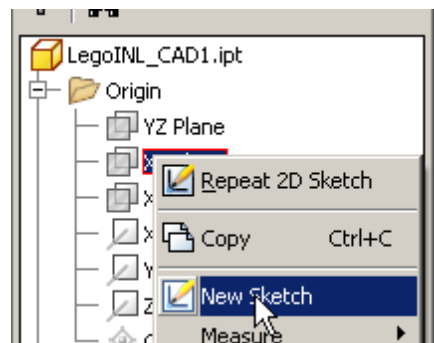 LegoINL_CAD1.ipt
Origin
YZ Plane
X
Repeat 2D Sketch
X
X
Copy Ctrl+C
Y
Z
New Sketch
C
Measure